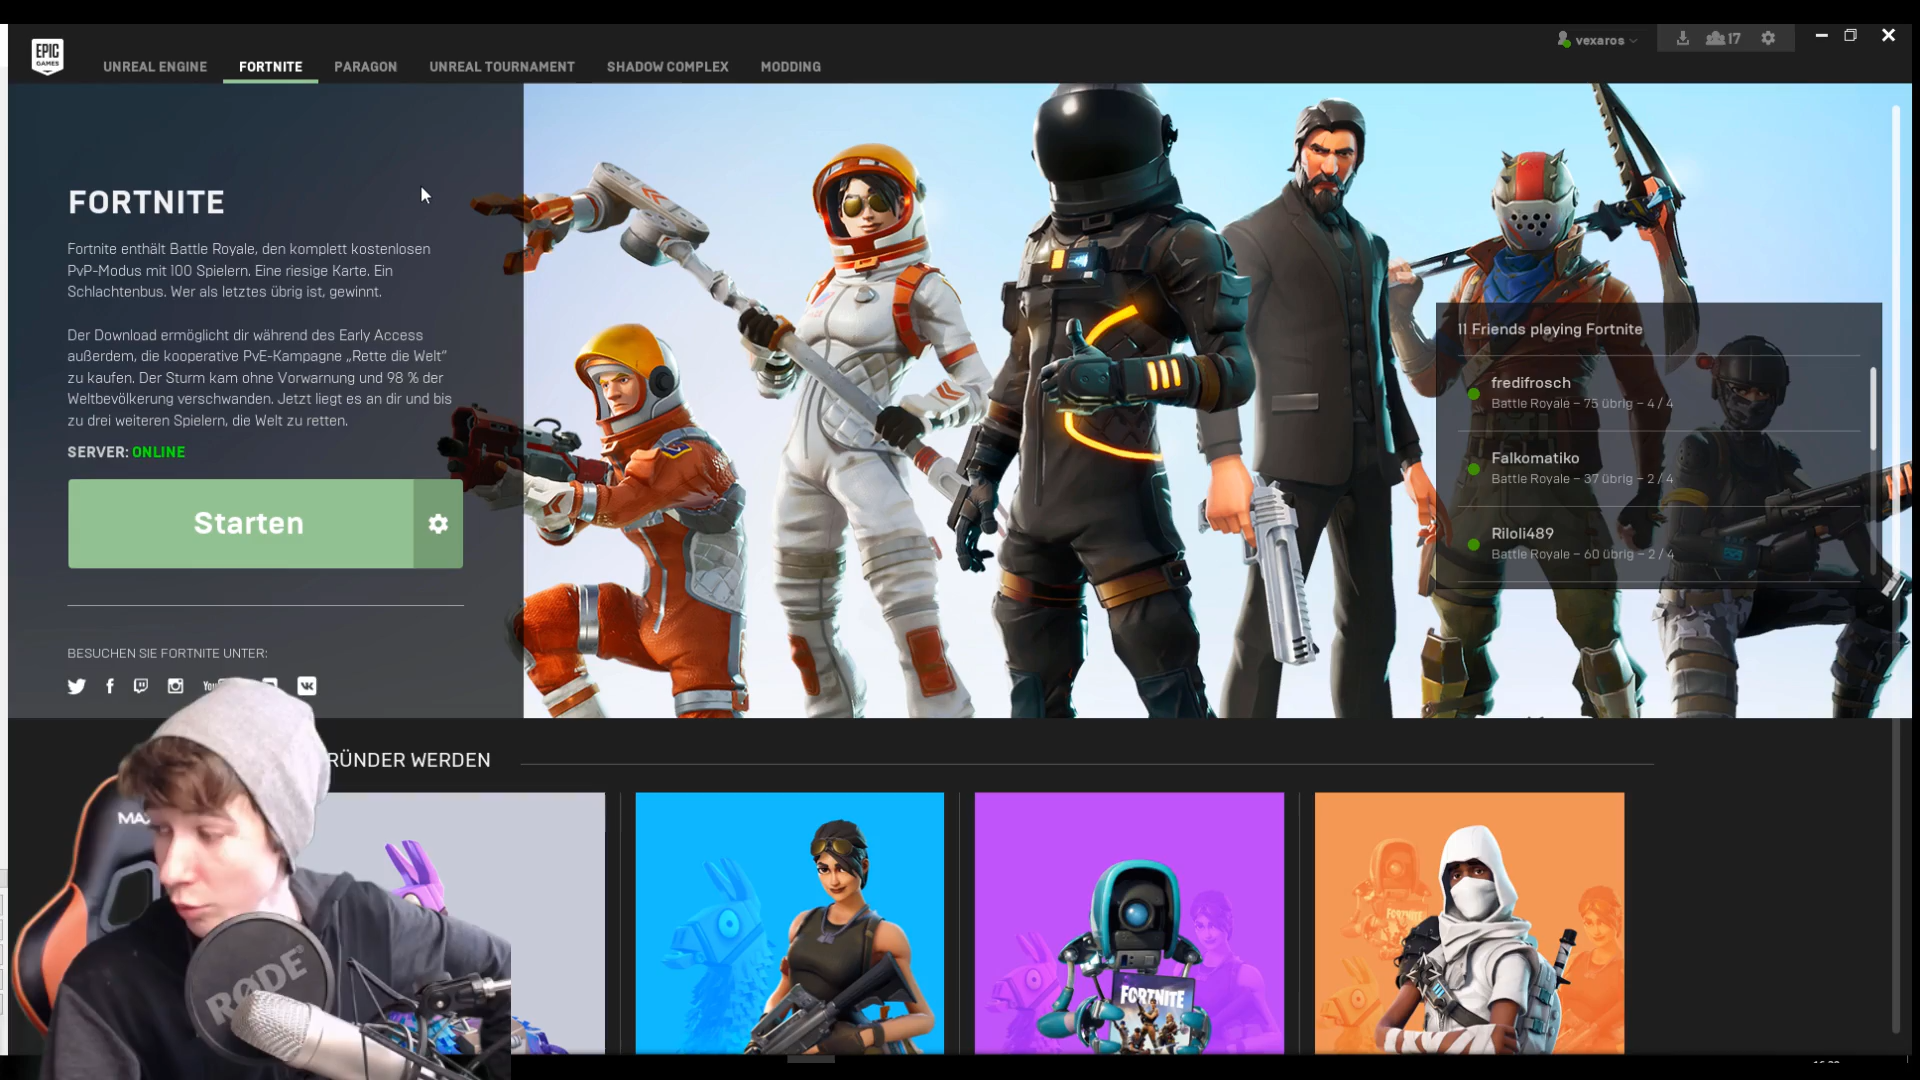 EPIC
GAMES
UNREAL ENGINE
FORTNITE
PARAGON
UNREAL TOURNAMENT
SHADOW COMPLEX
MODDING
vexaros
17
FORTNITE
Fortnite enthält Battle Royale, den komplett kostenlosen
PvP-Modus mit 100 Spielern. Eine riesige Karte. Ein
Schlachtenbus. Wer als letztes übrig ist, gewinnt.
Der Download ermöglicht dir während des Early Access
außerdem, die kooperative PvE-Kampagne „Rette die Welt“
zu kaufen. Der Sturm kam ohne Vorwarnung und 98 % der
Weltbevölkerung verschwanden. Jetzt liegt es an dir und bis
zu drei weiteren Spielern, die Welt zu retten.
SERVER: ONLINE
Starten
BESUCHEN SIE FORTNITE UNTER:
11 Friends playing Fortnite
fredifrosch
Battle Royale – 75 übrig – 4 / 4
Falkomatiko
Battle Royale – 37 übrig – 2 / 4
Riloli489
Battle Royale – 60 übrig – 2 / 4
RÜNDER WERDEN
RØDE
FORTNITE